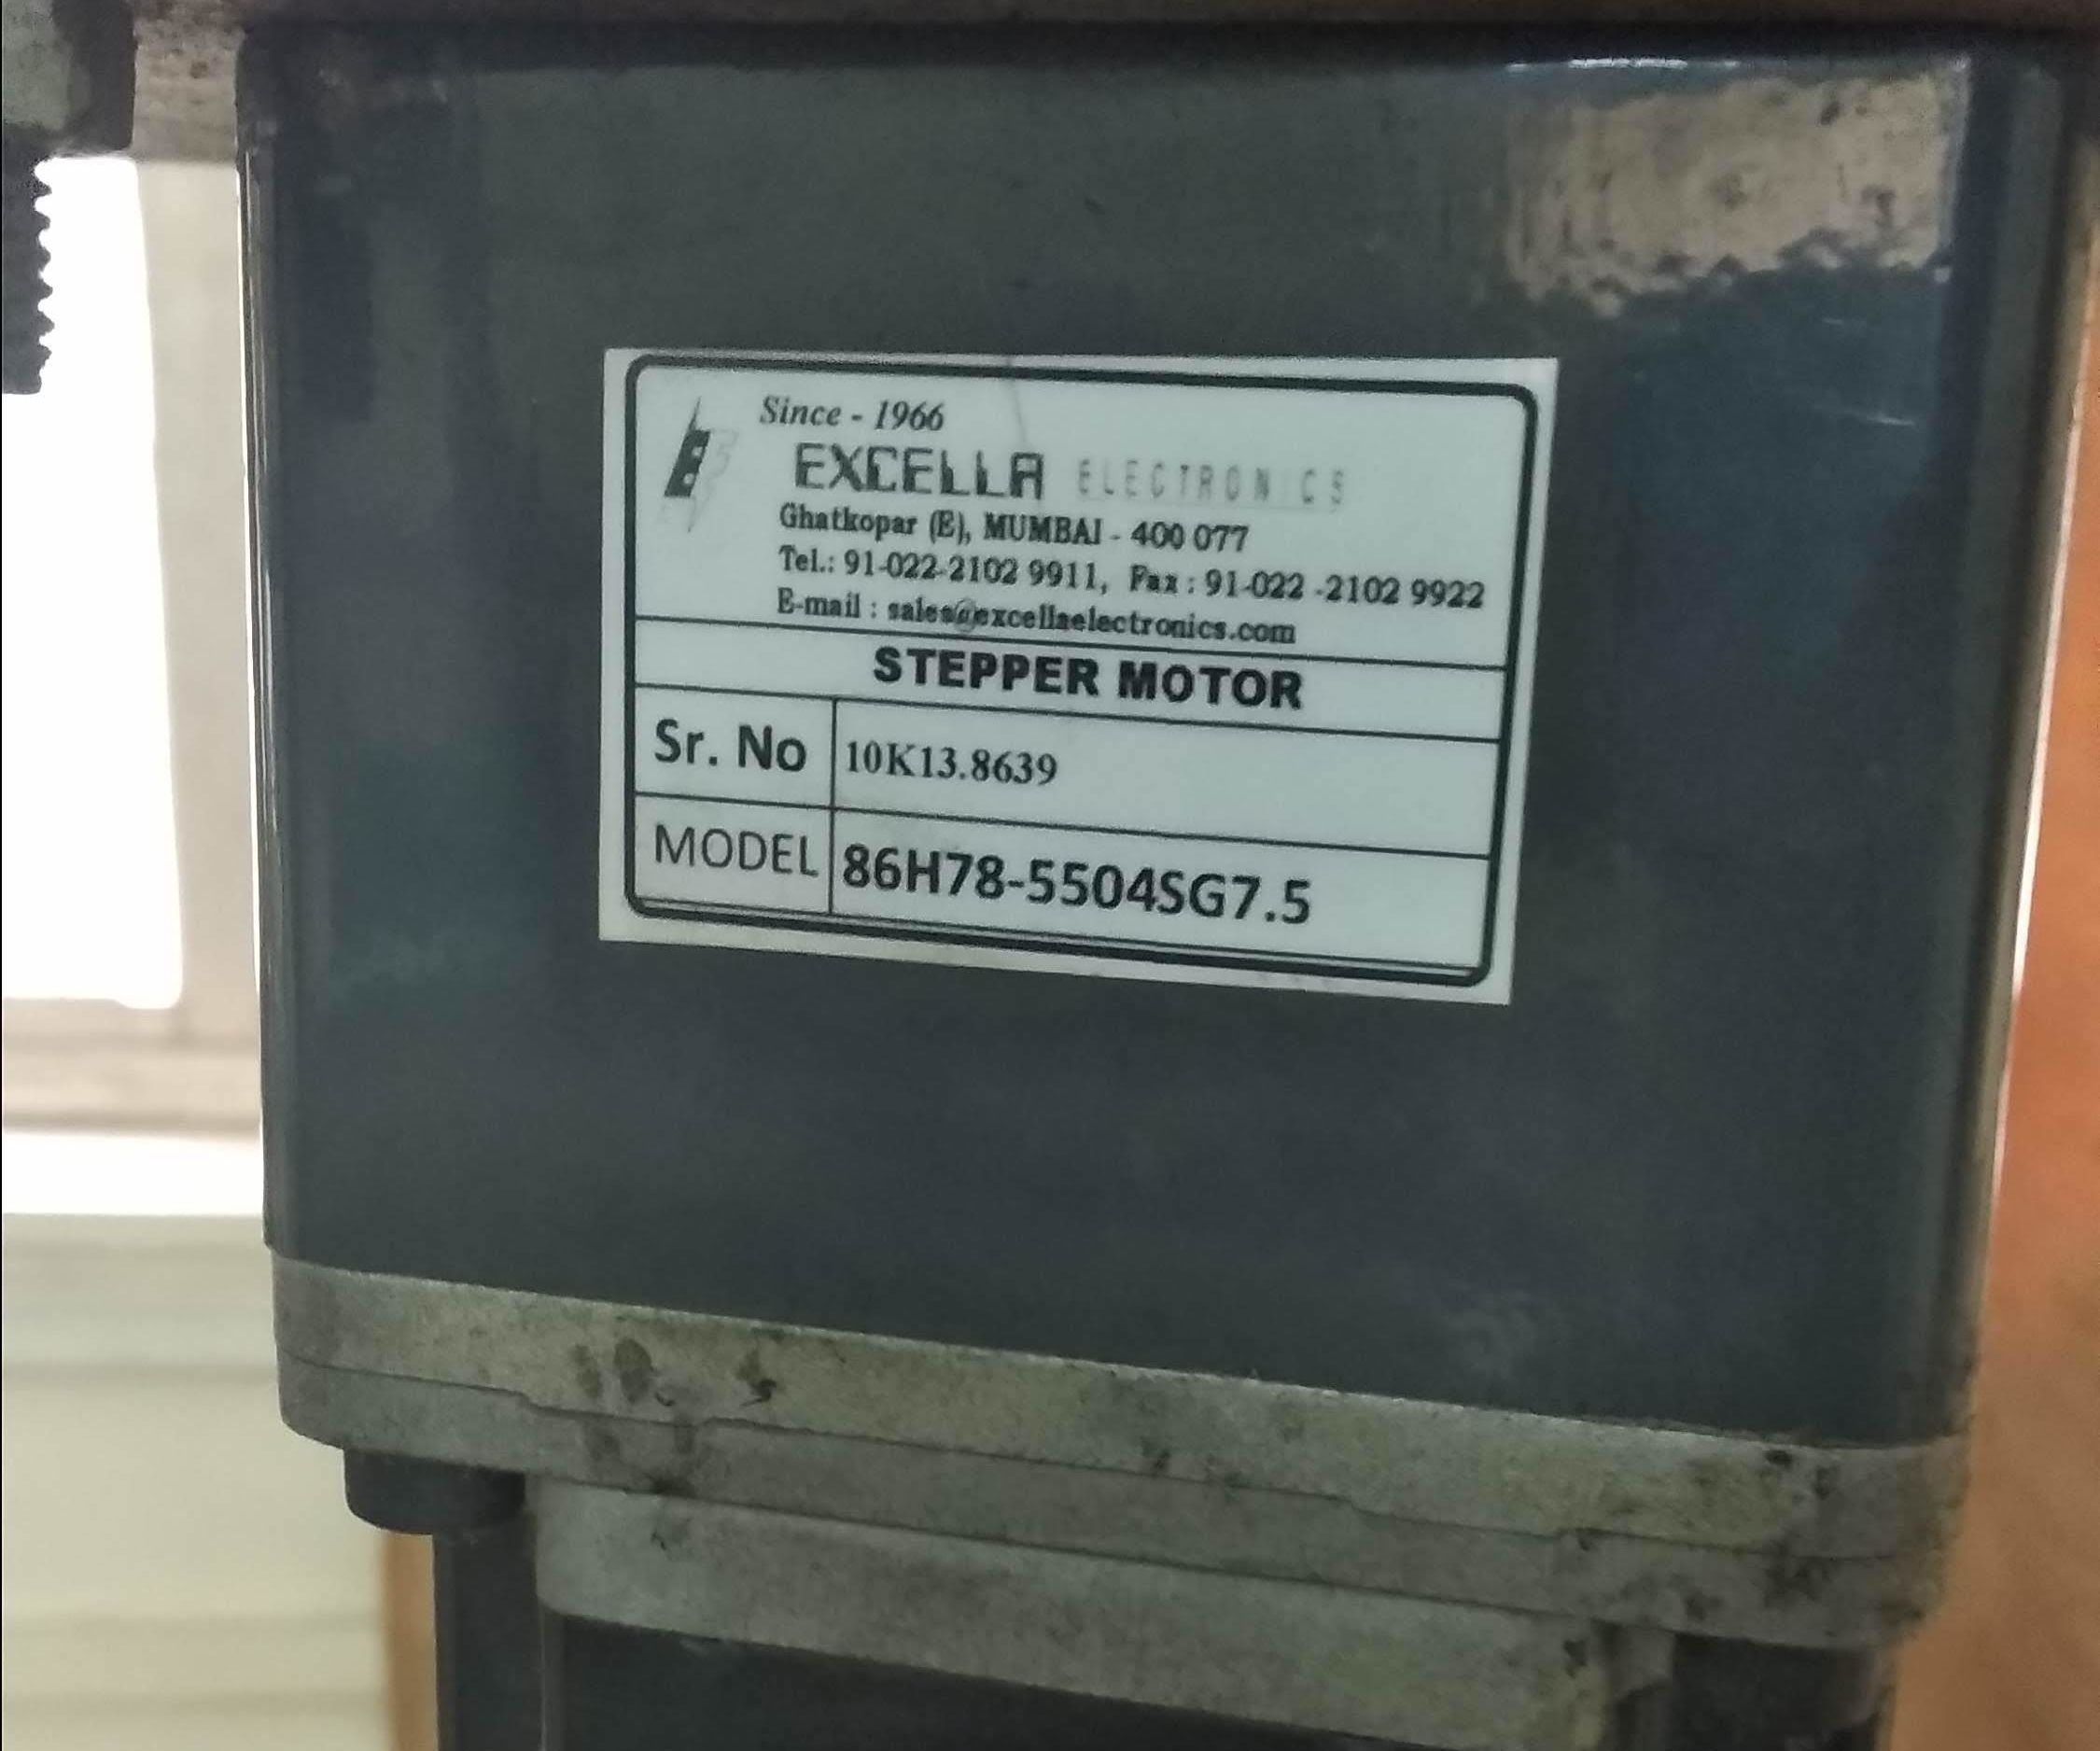 Since - 1966
EXCELLA ELECTRONICS
Ghatkopar (E), MUMBAI - 400 077
Tel.: 91-022-2102 9911, Fax : 91-022 -2102 9922
E-mail : sales@excellaelectronics.com
STEPPER MOTOR
Sr. No 10K13.8639
MODEL 86H78-5504SG7.5